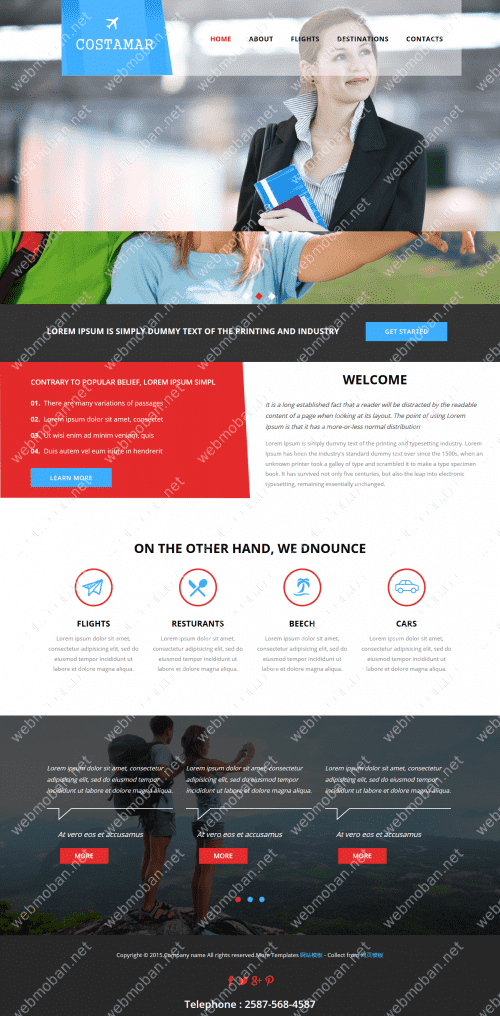 COSTAMAR
HOME ABOUT FLIGHTS DESTINATIONS CONTACTS
LOREM IPSUM IS SIMPLY DUMMY TEXT OF THE PRINTING AND INDUSTRY
GET STARTED
CONTRARY TO POPULAR BELIEF, LOREM IPSUM SIMPL
01. There are many variations of passages
02. Lorem ipsum dolor sit amet, consectet
03. Ut wisi enim ad minim veniam, quis
04. Duis autem vel eum iriure in hendrerit
LEARN MORE
WELCOME
It is a long established fact that a reader will be distracted by the readable
content of a page when looking at its layout. The point of using Lorem
Ipsum is that it has a more-or-less normal distribution
Lorem Ipsum is simply dummy text of the printing and typesetting industry. Lorem
Ipsum has been the industry's standard dummy text ever since the 1500s, when an
unknown printer took a galley of type and scrambled it to make a type specimen
book. It has survived not only five centuries, but also the leap into electronic
typesetting, remaining essentially unchanged.
ON THE OTHER HAND, WE DNOUNCE
FLIGHTS
Lorem ipsum dolor sit amet,
consectetur adipisicing elit, sed do
eiusmod tempor incididunt ut
labore et dolore magna aliqua.
RESTURANTS
Lorem ipsum dolor sit amet,
consectetur adipisicing elit, sed do
eiusmod tempor incididunt ut
labore et dolore magna aliqua.
BEECH
Lorem ipsum dolor sit amet,
consectetur adipisicing elit, sed do
eiusmod tempor incididunt ut
labore et dolore magna aliqua.
CARS
Lorem ipsum dolor sit amet,
consectetur adipisicing elit, sed do
eiusmod tempor incididunt ut
labore et dolore magna aliqua.
Lorem ipsum dolor sit amet, consectetur
adipisicing elit, sed do eiusmod tempor
incididunt ut labore et dolore magna aliqua.
At vero eos et accusamus
MORE
Lorem ipsum dolor sit amet, consectetur
adipisicing elit, sed do eiusmod tempor
incididunt ut labore et dolore magna aliqua.
At vero eos et accusamus
MORE
Lorem ipsum dolor sit amet, consectetur
adipisicing elit, sed do eiusmod tempor
incididunt ut labore et dolore magna aliqua.
At vero eos et accusamus
MORE
Copyright © 2015.Company name All rights reserved.More Templates 网站模板 - Collect from 网页模板
Telephone : 2587-568-4587
webmoban.net